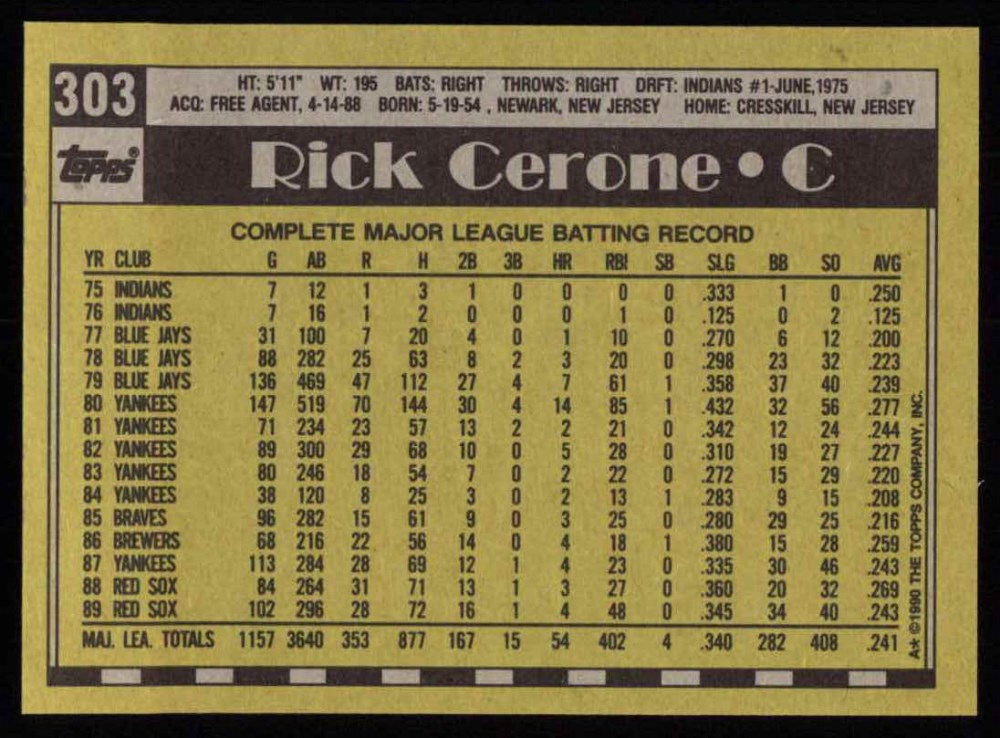 303
HT: 5'11" WT: 195 BATS: RIGHT THROWS: RIGHT DRFT: INDIANS #1-JUNE,1975
ACQ: FREE AGENT, 4-14-88 BORN: 5-19-54 , NEWARK, NEW JERSEY HOME: CRESSKILL, NEW JERSEY
Topps®
Rick Cerone • C
COMPLETE MAJOR LEAGUE BATTING RECORD
YR CLUB G AB R H 2B 3B HR RBI SB SLG BB SO AVG
75 INDIANS 7 12 1 3 1 0 0 0 0 .333 1 0 .250
76 INDIANS 7 16 1 2 0 0 0 1 0 .125 0 2 .125
77 BLUE JAYS 31 100 7 20 4 0 1 10 0 .270 6 12 .200
78 BLUE JAYS 88 282 25 63 8 2 3 20 0 .298 23 32 .223
79 BLUE JAYS 136 469 47 112 27 4 7 61 1 .358 37 40 .239
80 YANKEES 147 519 70 144 30 4 14 85 1 .432 32 56 .277
81 YANKEES 71 234 23 57 13 2 2 21 0 .342 12 24 .244
82 YANKEES 89 300 29 68 10 0 5 28 0 .310 19 27 .227
83 YANKEES 80 246 18 54 7 0 2 22 0 .272 15 29 .220
84 YANKEES 38 120 8 25 3 0 2 13 1 .283 9 15 .208
85 BRAVES 96 282 15 61 9 0 3 25 0 .280 29 25 .216
86 BREWERS 68 216 22 56 14 0 4 18 1 .380 15 28 .259
87 YANKEES 113 284 28 69 12 1 4 23 0 .335 30 46 .243
88 RED SOX 84 264 31 71 13 1 3 27 0 .360 20 32 .269
89 RED SOX 102 296 28 72 16 1 4 48 0 .345 34 40 .243
MAJ. LEA. TOTALS 1157 3640 353 877 167 15 54 402 4 .340 282 408 .241
A* ©1990 THE TOPPS COMPANY, INC.